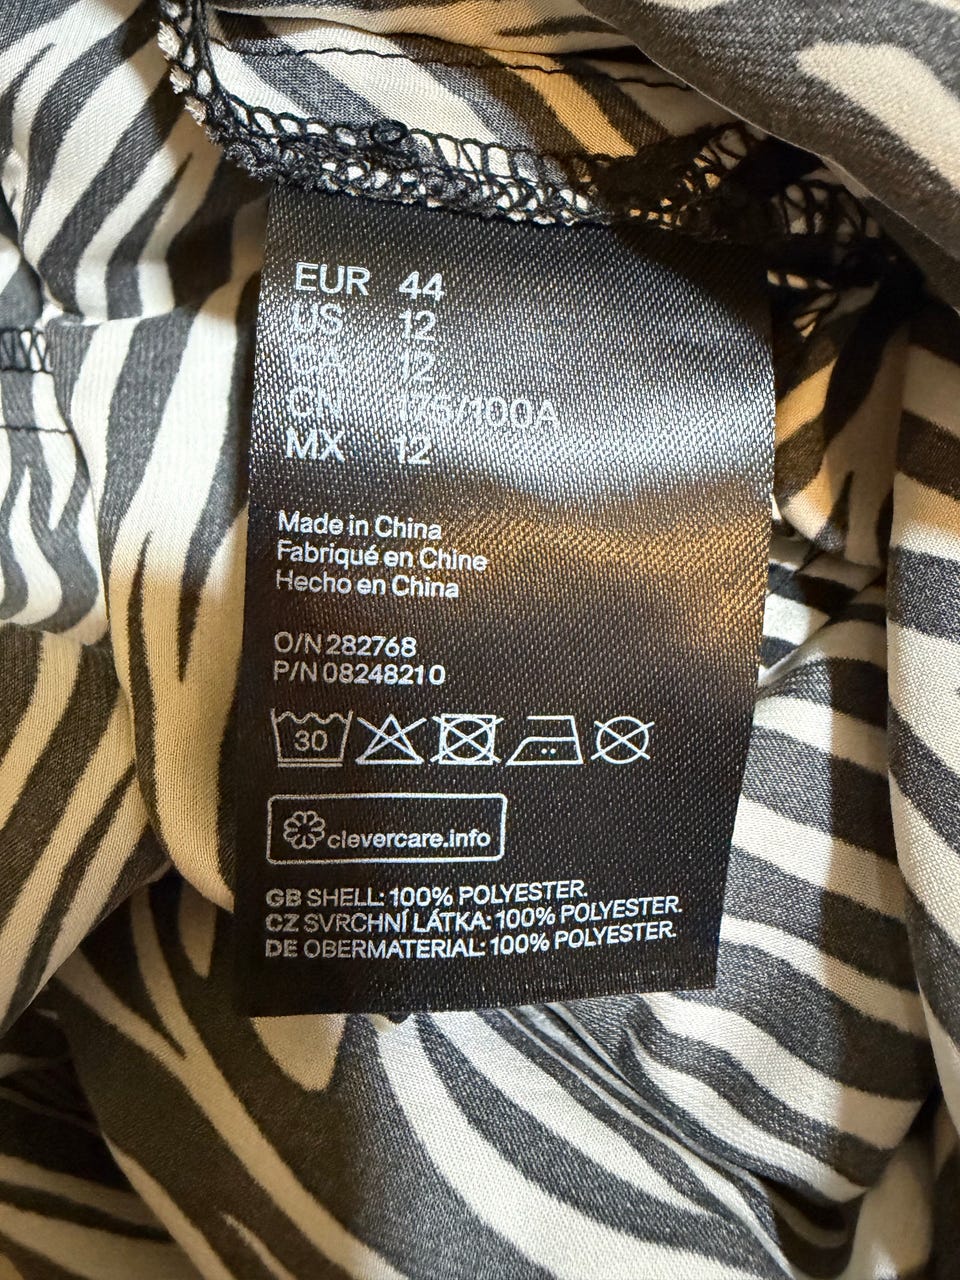 EUR 44
US 12
CA 12
CN 175/100A
MX 12
Made in China
Fabriqué en Chine
Hecho en China
O/N 282768
P/N 08248210
30
clevercare.info
GB SHELL: 100% POLYESTER.
CZ SVRCHNÍ LÁTKA: 100% POLYESTER.
DE OBERMATERIAL: 100% POLYESTER.